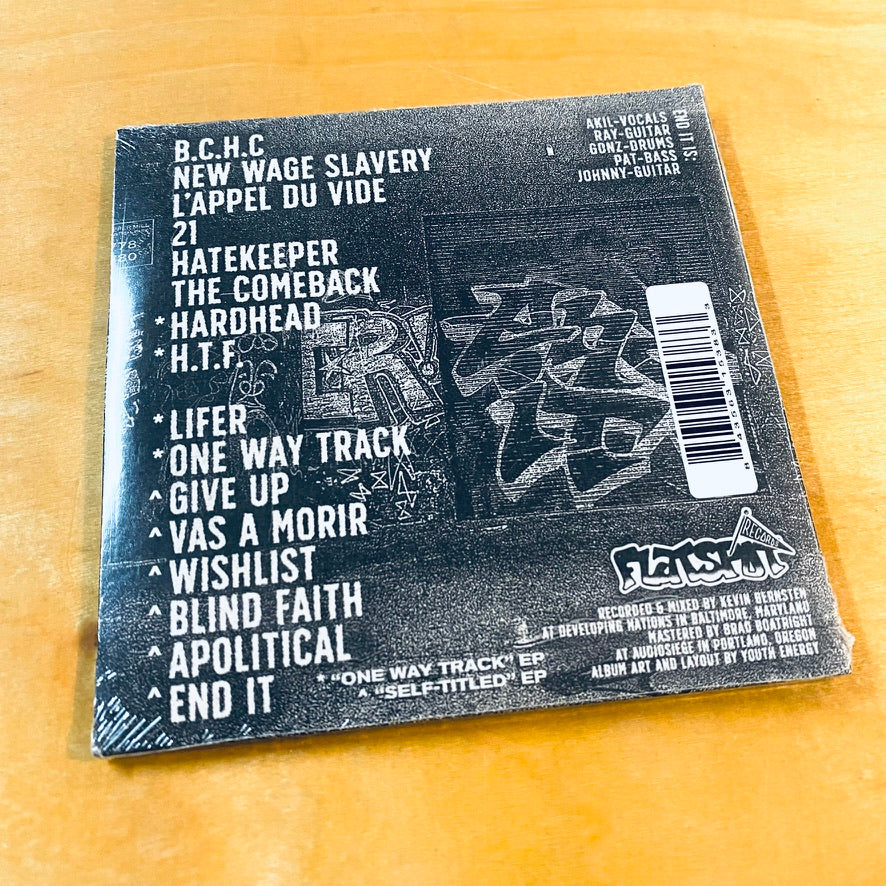 B.C.H.C
NEW WAGE SLAVERY
L'APPEL DU VIDE
21
HATEKEEPER
THE COMEBACK
* HARDHEAD
* H.T.F.
* LIFER
* ONE WAY TRACK
^ GIVE UP
^ VAS A MORIR
^ WISHLIST
^ BLIND FAITH
^ APOLITICAL
^ END IT
* "ONE WAY TRACK" EP
^ "SELF-TITLED" EP
END IT IS:
AKIL-VOCALS
RAY-GUITAR
GONZ-DRUMS
PAT-BASS
JOHNNY-GUITAR
ER!
FLATSPOT
RECORDS
RECORDED & MIXED BY KEVIN BERNSTEN
AT DEVELOPING NATIONS IN BALTIMORE, MARYLAND
MASTERED BY BRAD BOATRIGHT
AT AUDIOSIEGE IN PORTLAND, OREGON
ALBUM ART AND LAYOUT BY YOUTH ENERGY